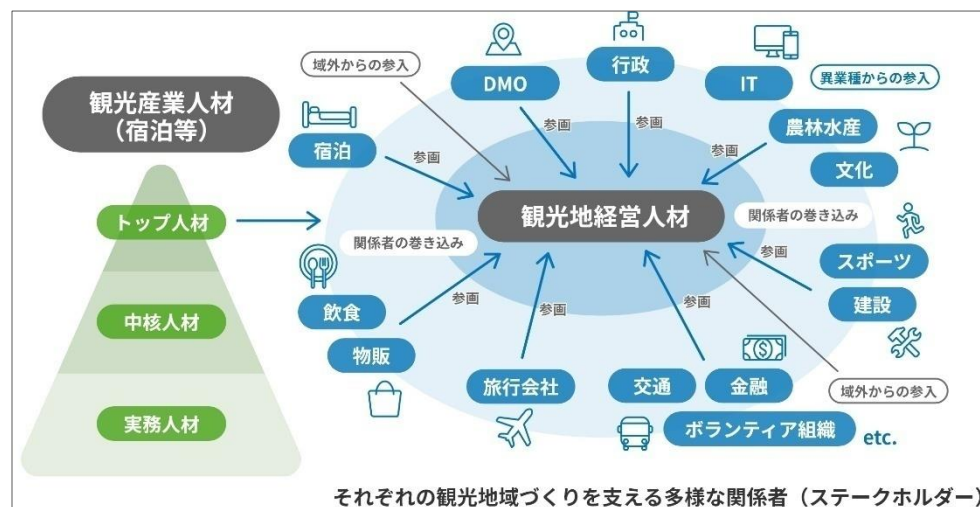 観光産業人材
（宿泊等）
トップ人材
中核人材
実務人材
域外からの参入
DMO
行政
IT
異業種からの参入
宿泊
参画
参画
参画
参画
農林水産
文化
観光地経営人材
関係者の巻き込み
関係者の巻き込み
スポーツ
建設
参画
飲食
物販
参画
参画
参画
旅行会社
交通
金融
ボランティア組織
etc.
域外からの参入
それぞれの観光地域づくりを支える多様な関係者（ステークホルダー）